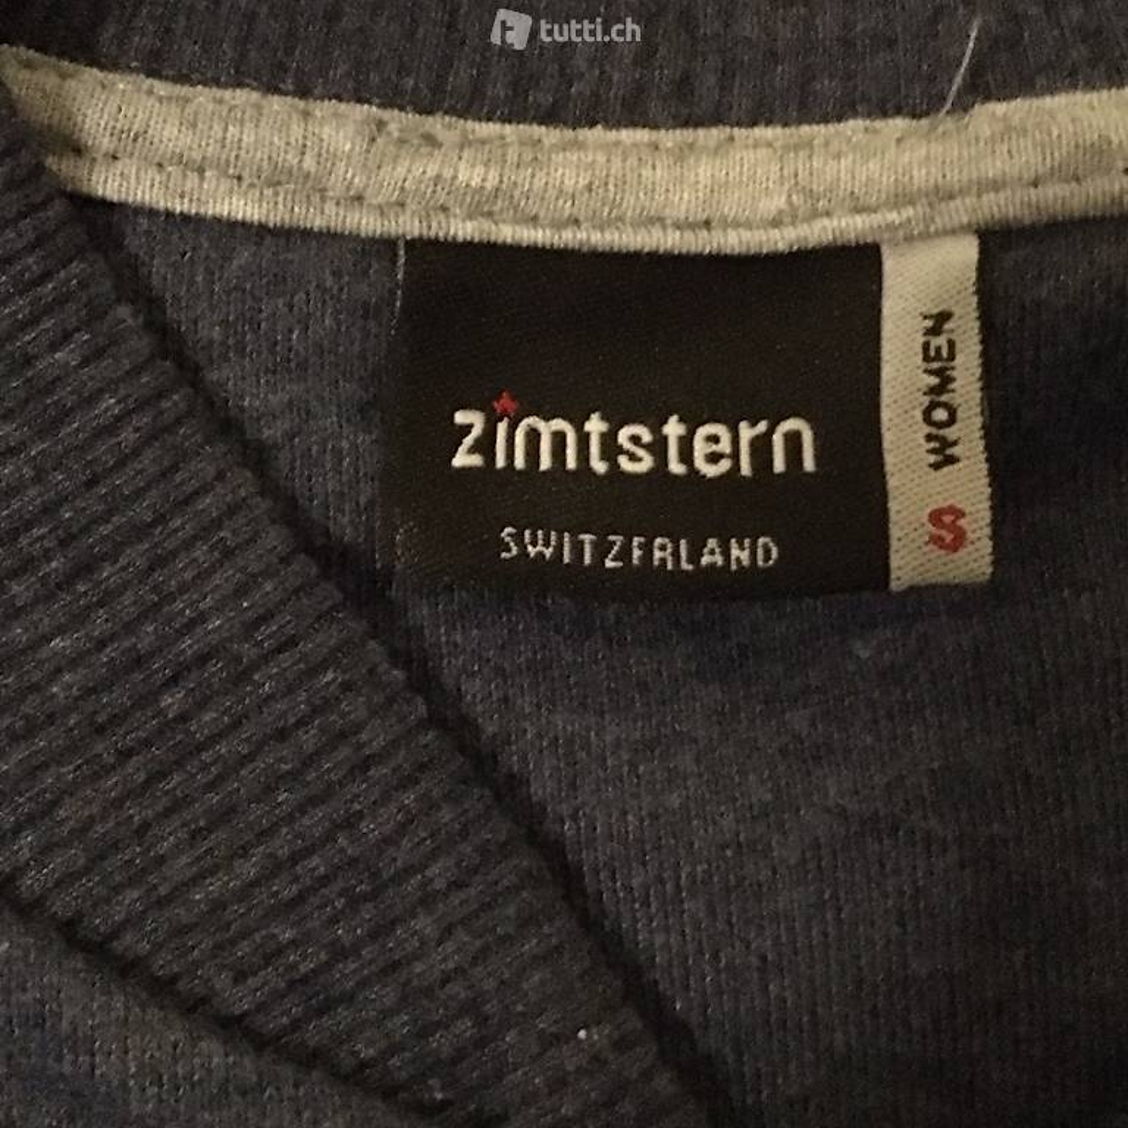 tutti.ch
zimtstern
SWITZERLAND
WOMEN
S